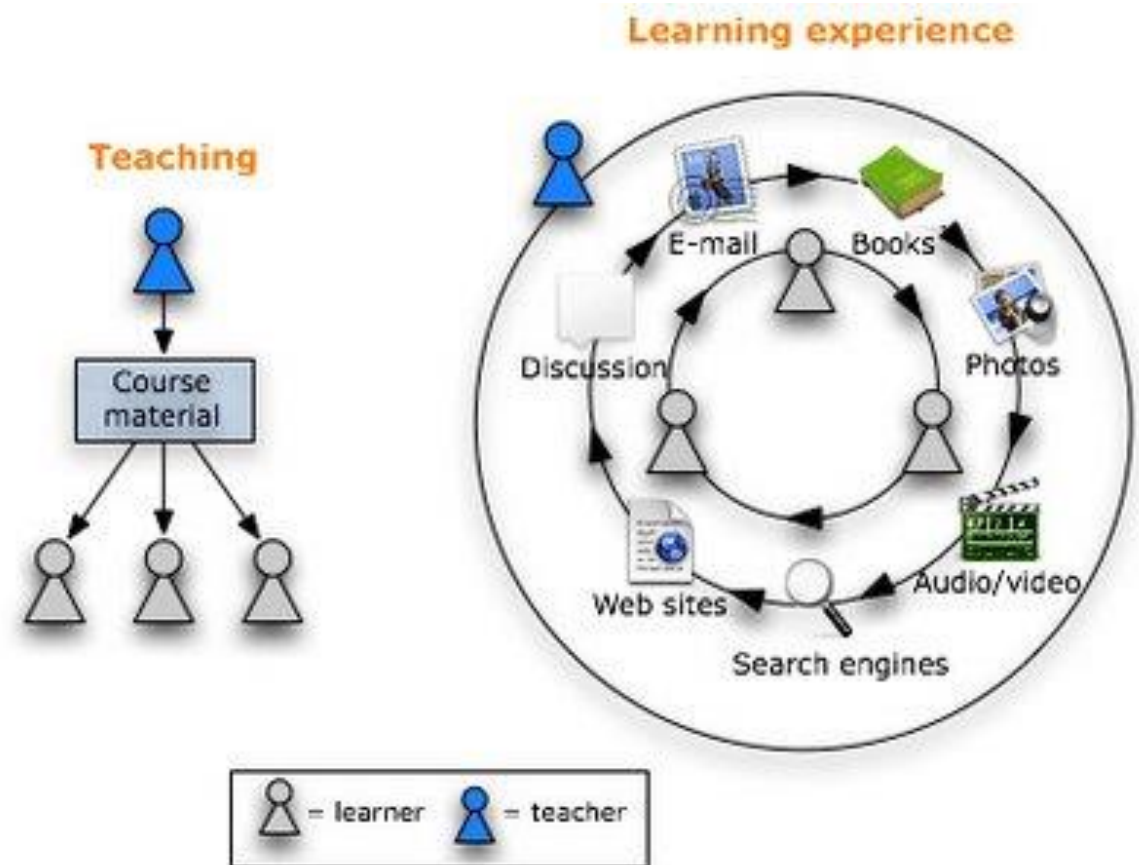 Learning experience
Teaching
E-mail
Books
Discussion
Photos
Course
material
Web sites
Audio/video
Search engines
= learner
= teacher